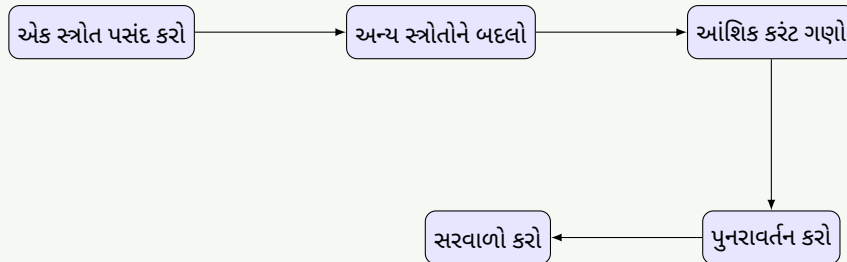 એક સ્ત્રોત પસંદ કરો
અન્ય સ્ત્રોતોને બદલો
આંશિક કરંટ ગણો
પુનરાવર્તન કરો
સરવાળો કરો